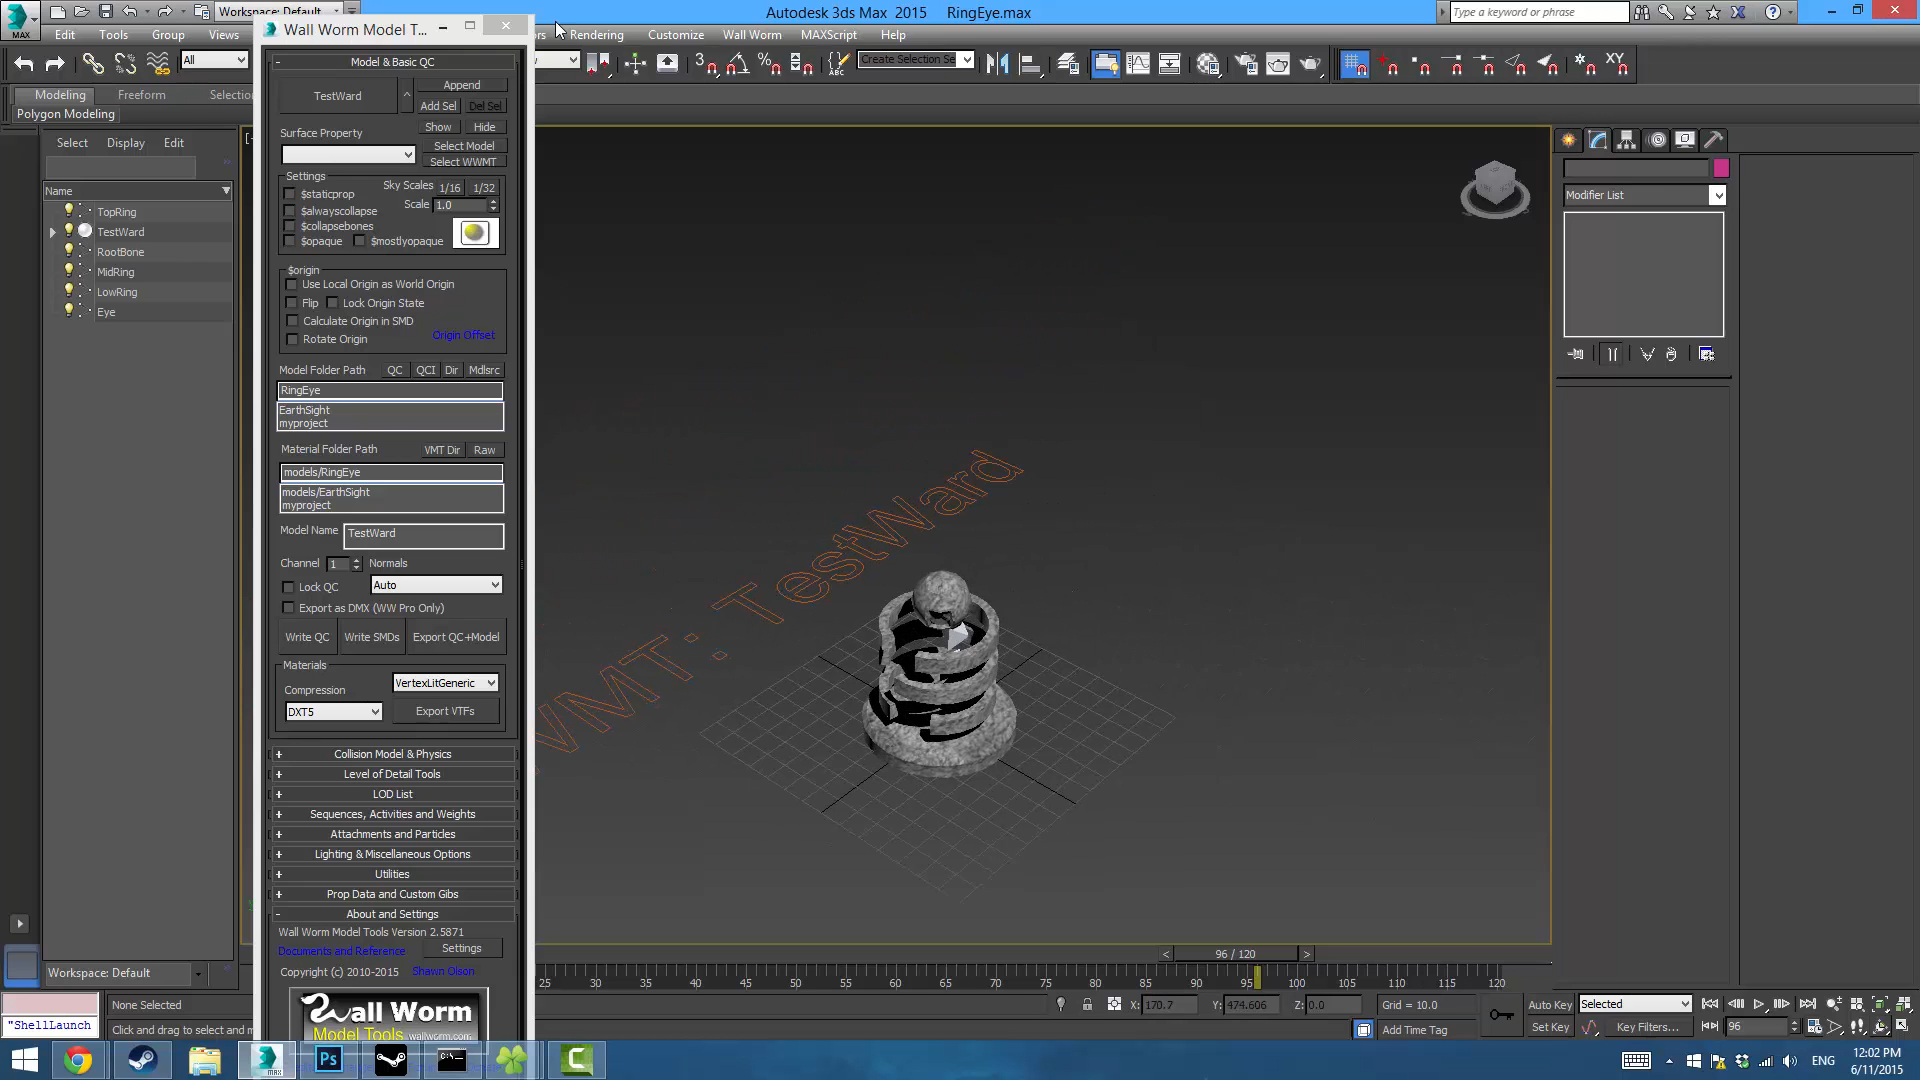 Workspace: Default
Autodesk 3ds Max 2015 RingEye.max
Type a keyword or phrase
MAX
Edit Tools Group Views
Wall Worm Model T...
Rendering Customize Wall Worm MAXScript Help
All
Create Selection Se
XY
Modeling Freeform Selection
Polygon Modeling
Select Display Edit
Name
TopRing
TestWard
RootBone
MidRing
LowRing
Eye
Model & Basic QC
TestWard
Append
Add Sel Del Sel
Show Hide
Surface Property
Select Model
Select WWMT
Settings
Sky Scales 1/16 1/32
$staticprop
Scale 1.0
$alwayscollapse
$collapsebones
$opaque $mostlyopaque
$origin
Use Local Origin as World Origin
Flip Lock Origin State
Calculate Origin in SMD
Rotate Origin
Origin Offset
Model Folder Path QC QCI Dir Mdlsrc
RingEye
EarthSight
myproject
Material Folder Path VMT Dir Raw
models/RingEye
models/EarthSight
myproject
Model Name TestWard
Channel 1 Normals
Lock QC Auto
Export as DMX (WW Pro Only)
Write QC Write SMDs Export QC+Model
Materials
Compression VertexLitGeneric
DXT5 Export VTFs
Collision Model & Physics
Level of Detail Tools
LOD List
Sequences, Activities and Weights
Attachments and Particles
Lighting & Miscellaneous Options
Utilities
Prop Data and Custom Gibs
About and Settings
Wall Worm Model Tools Version 2.5871
Documents and Reference Settings
Copyright (c) 2010-2015 Shawn Olson
Wall Worm
Model Tools wallworm.com
WMT: TestWard
Modifier List
96 / 120
25 30 35 40 45 50 55 60 65 70 75 80 85 90 95 100 105 110 115 120
Workspace: Default
None Selected
X: 170.7 Y: 474.606 Z: 0.0 Grid = 10.0
Auto Key Selected
"ShellLaunch
Click and drag to select and m
Add Time Tag
Set Key Key Filters... 96
MAX
Ps
ENG
12:02 PM
6/11/2015